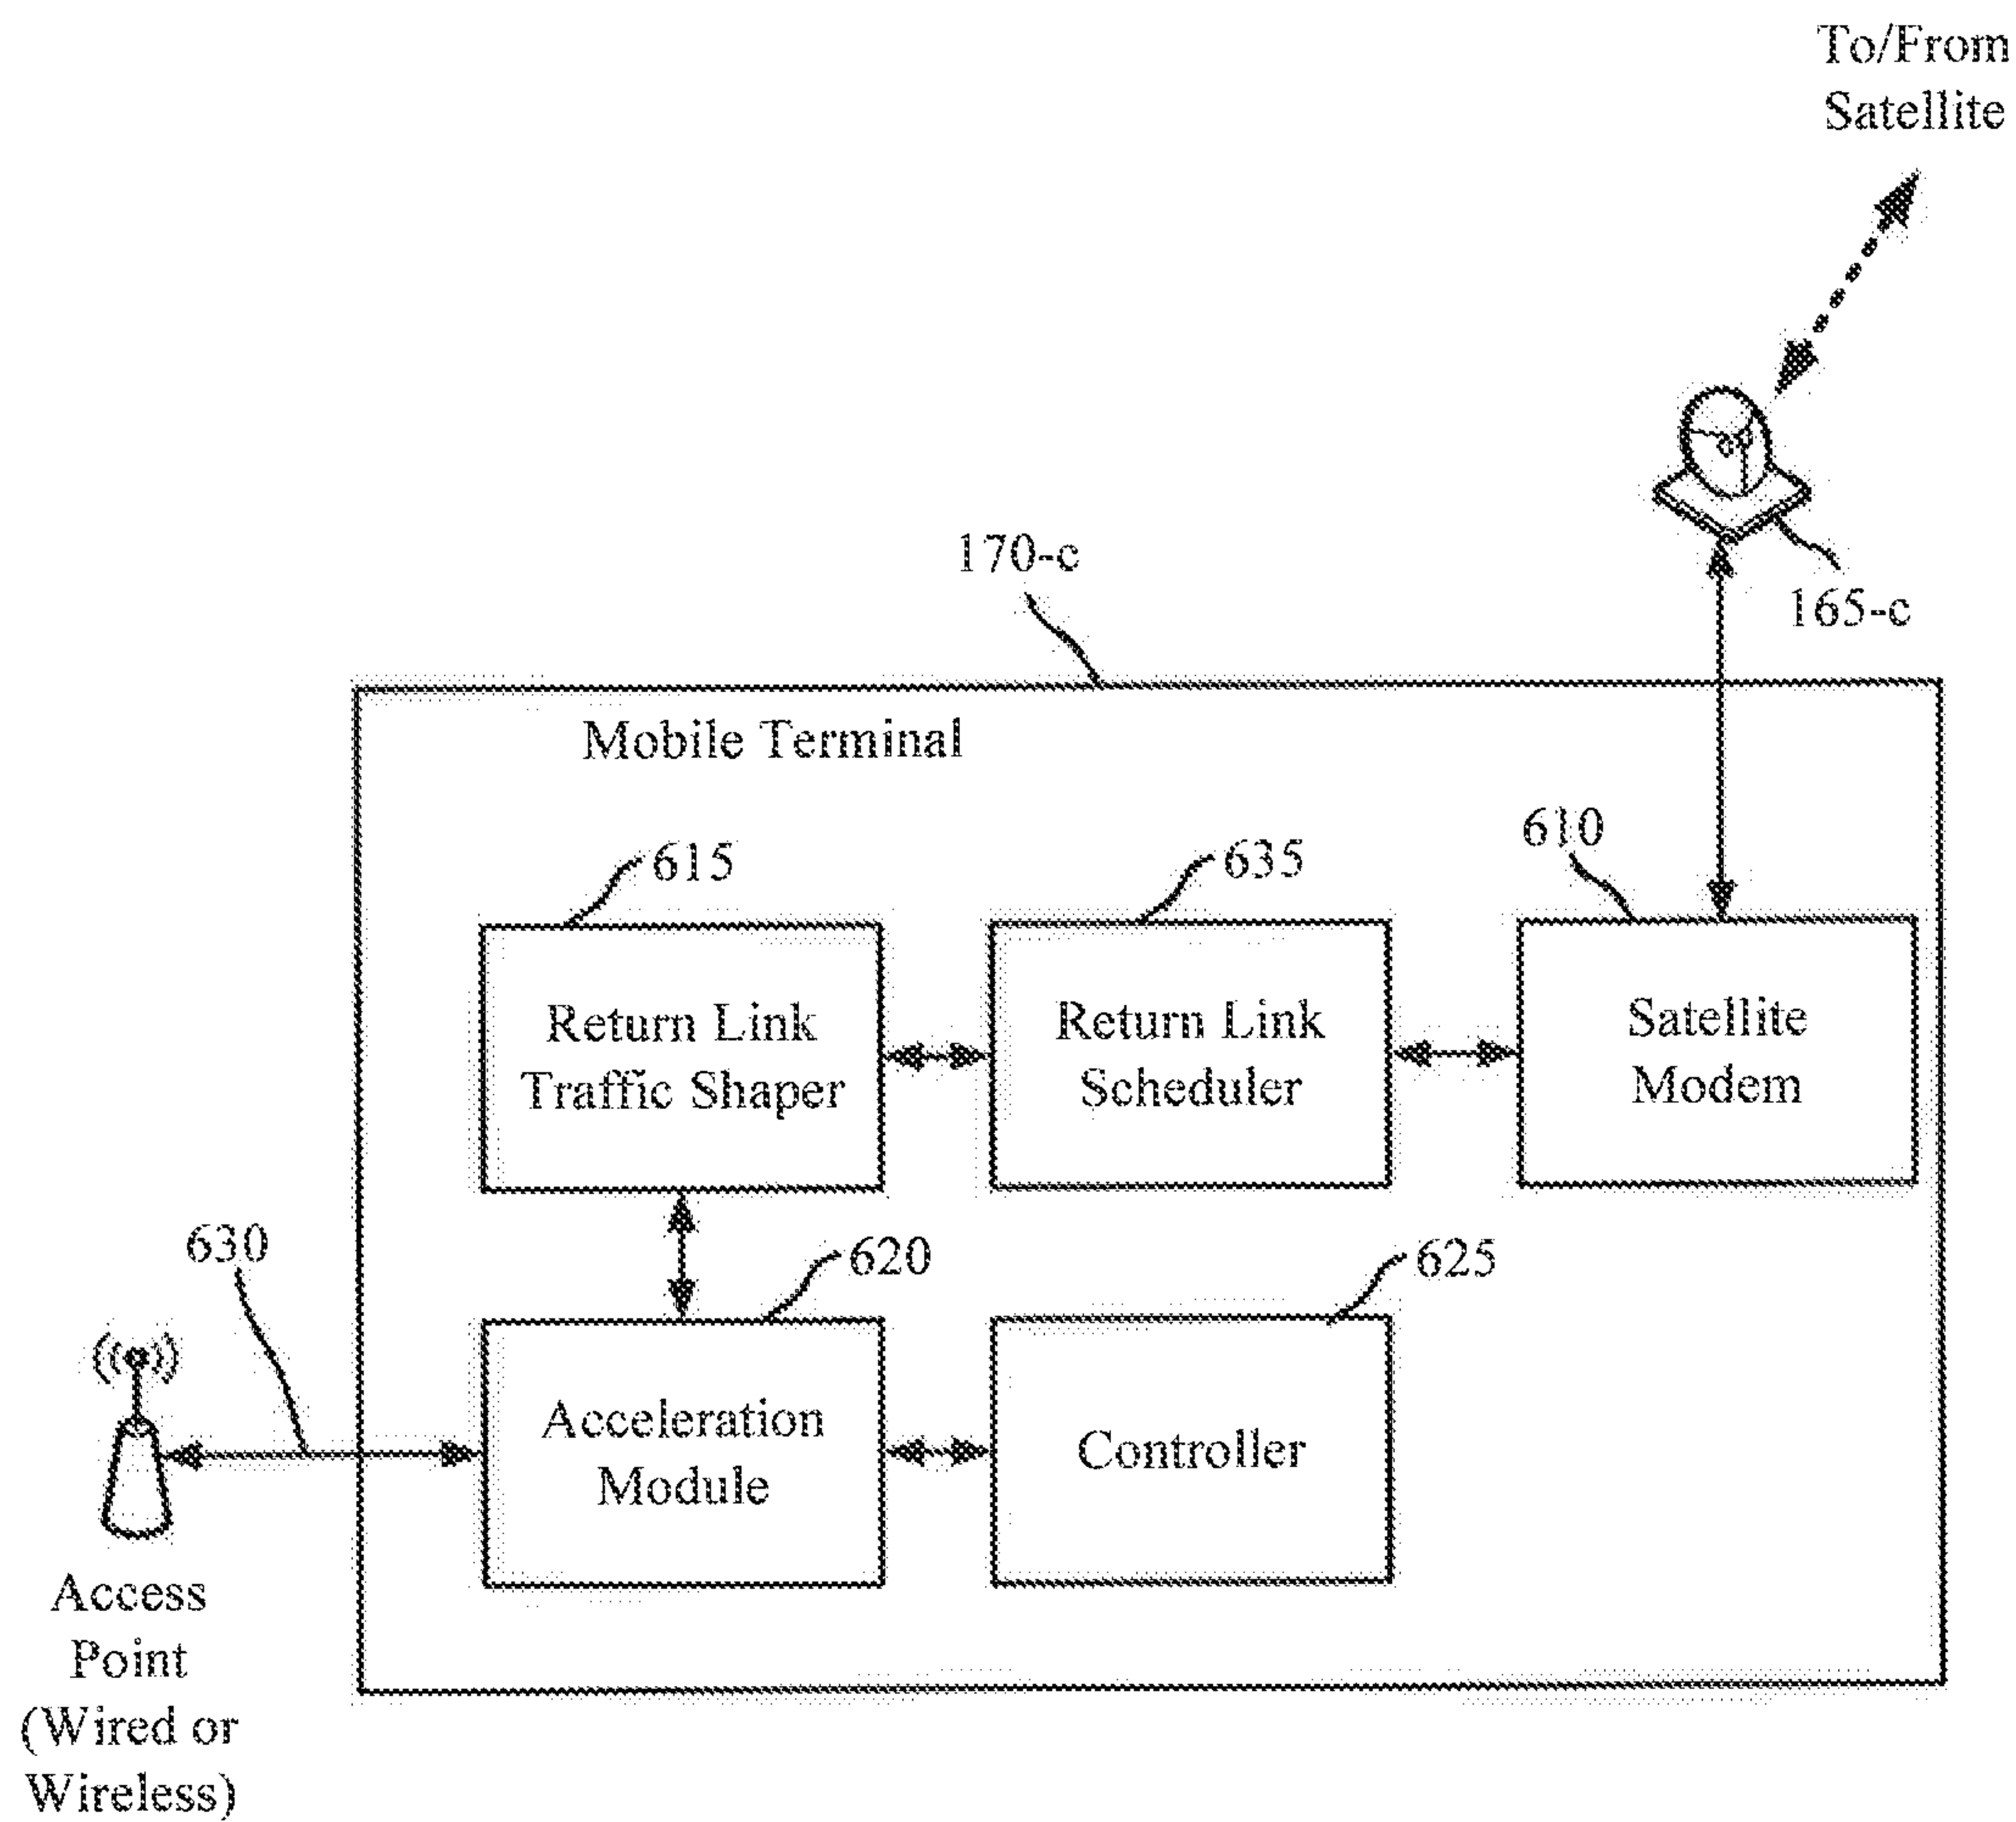 To/From
Satellite
170-c
165-c
Mobile Terminal
610
615
635
Return Link
Traffic Shaper
Return Link
Scheduler
Satellite
Modem
630
620
625
Acceleration
Module
Controller
Access
Point
(Wired or
Wireless)